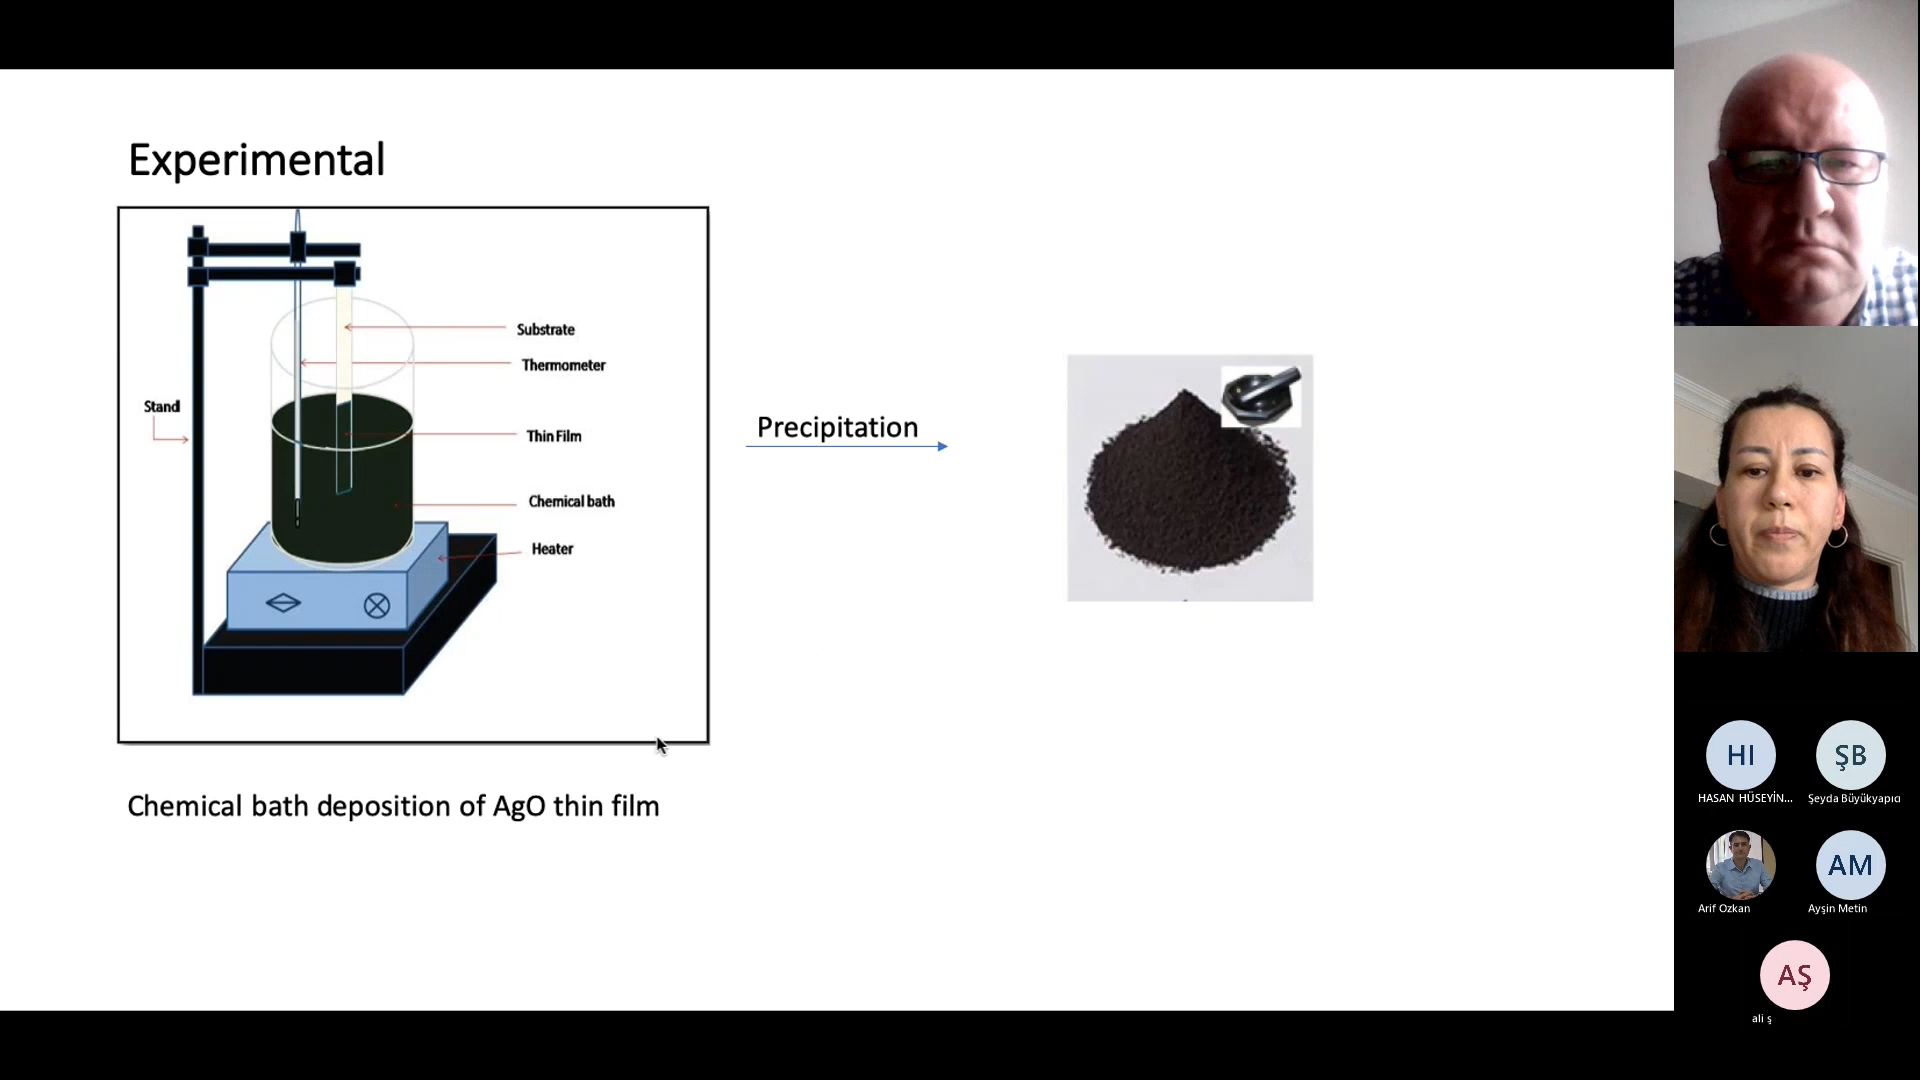 Experimental
Substrate
Thermometer
Stand
Thin Film
Chemical bath
Heater
Precipitation
Chemical bath deposition of AgO thin film
HI
ŞB
HASAN HÜSEYİN...
Şeyda Büyükyapıcı
Arif Ozkan
AM
Ayşin Metin
AŞ
ali ş